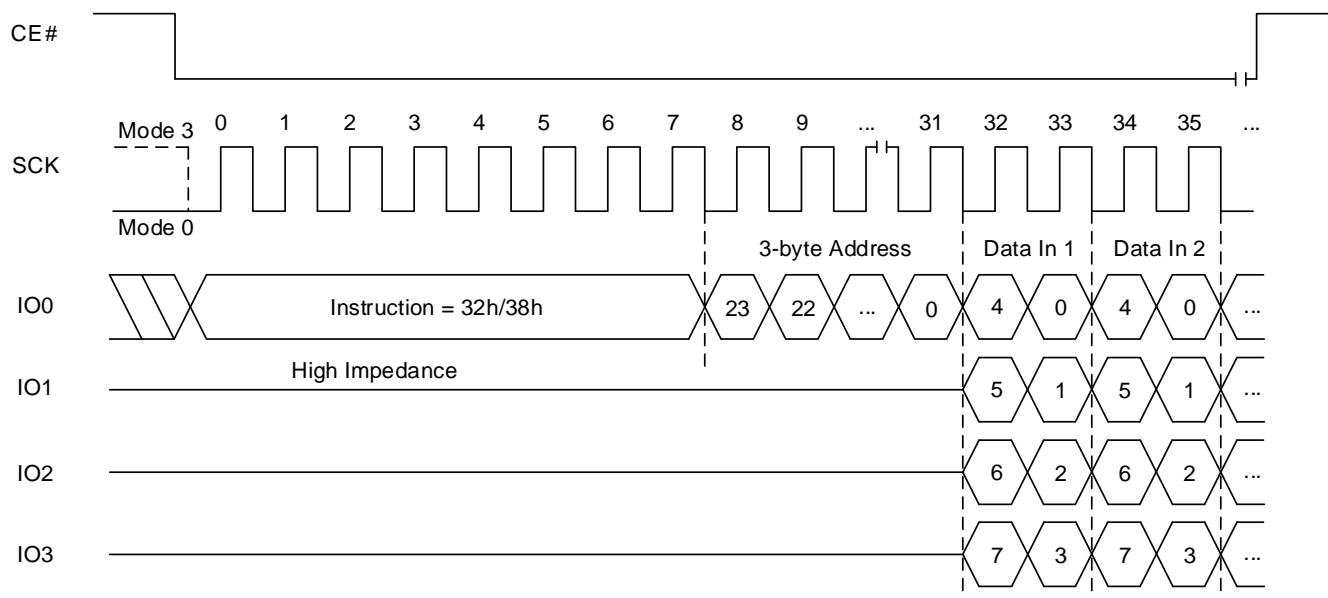 CE#
Mode 3 0 1 2 3 4 5 6 7 8 9 ... 31 32 33 34 35 ...
SCK
Mode 0
3-byte Address Data In 1 Data In 2
IO0 Instruction = 32h/38h 23 22 ... 0 4 0 4 0 ...
High Impedance
IO1 5 1 5 1 ...
IO2 6 2 6 2 ...
IO3 7 3 7 3 ...